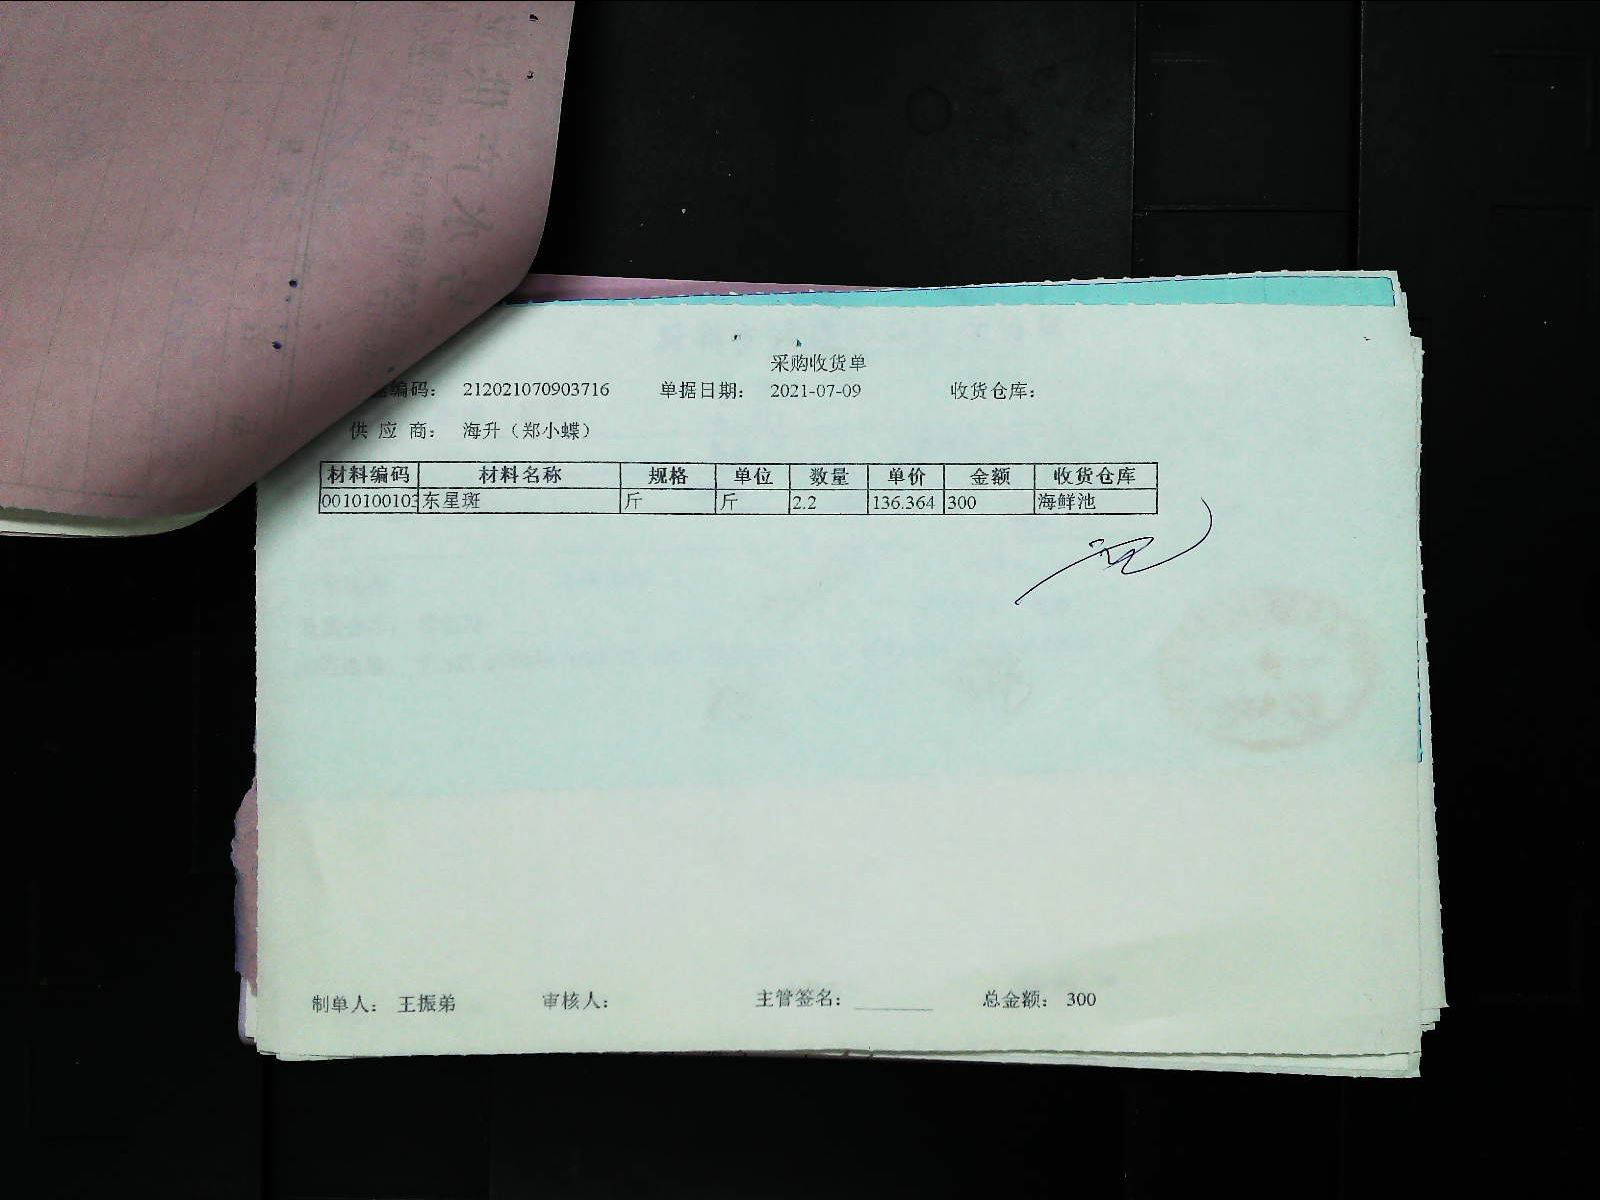 采购收货单
编码: 212021070903716 单据日期: 2021-07-09 收货仓库:
供 应 商: 海升（郑小蝶）
材料编码 材料名称 规格 单位 数量 单价 金额 收货仓库
0010100103 东星斑 斤 斤 2.2 136.364 300 海鲜池
制单人: 王振弟 审核人: 主管签名: ________ 总金额: 300